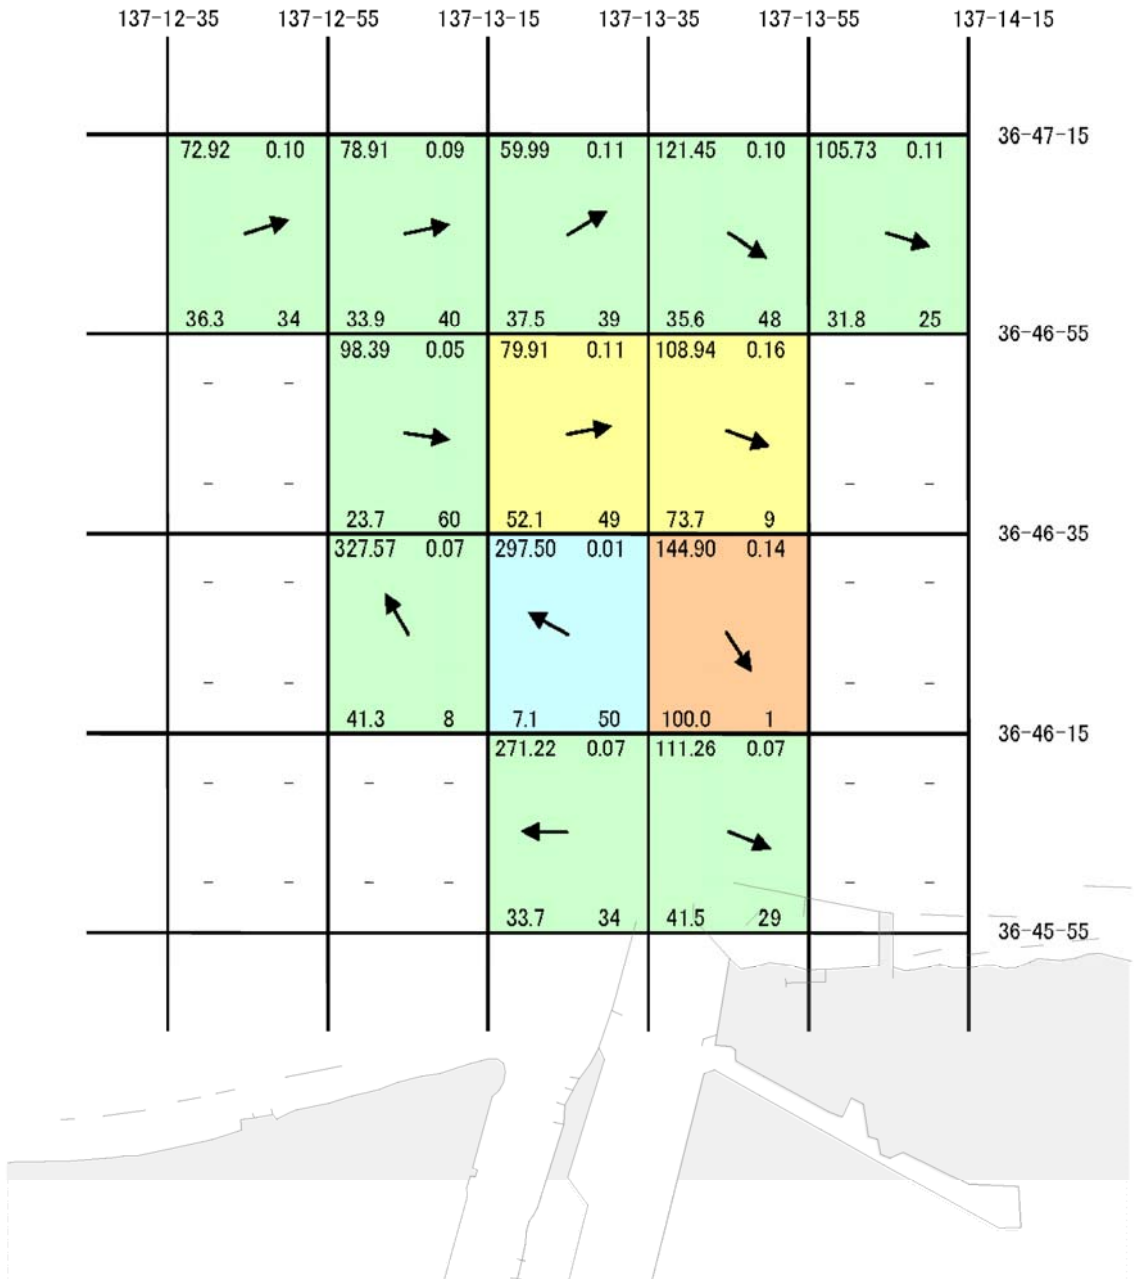 137-12-35 137-12-55 137-13-15 137-13-35 137-13-55 137-14-15
36-47-15
72.92 0.10 78.91 0.09 59.99 0.11 121.45 0.10 105.73 0.11
36.3 34 33.9 40 37.5 39 35.6 48 31.8 25
36-46-55
98.39 0.05 79.91 0.11 108.94 0.16
- - - -
- - - -
23.7 60 52.1 49 73.7 9
36-46-35
327.57 0.07 297.50 0.01 144.90 0.14
- - - -
- - - -
41.3 8 7.1 50 100.0 1
36-46-15
271.22 0.07 111.26 0.07
- - - - - -
- - - - - -
33.7 34 41.5 29
36-45-55